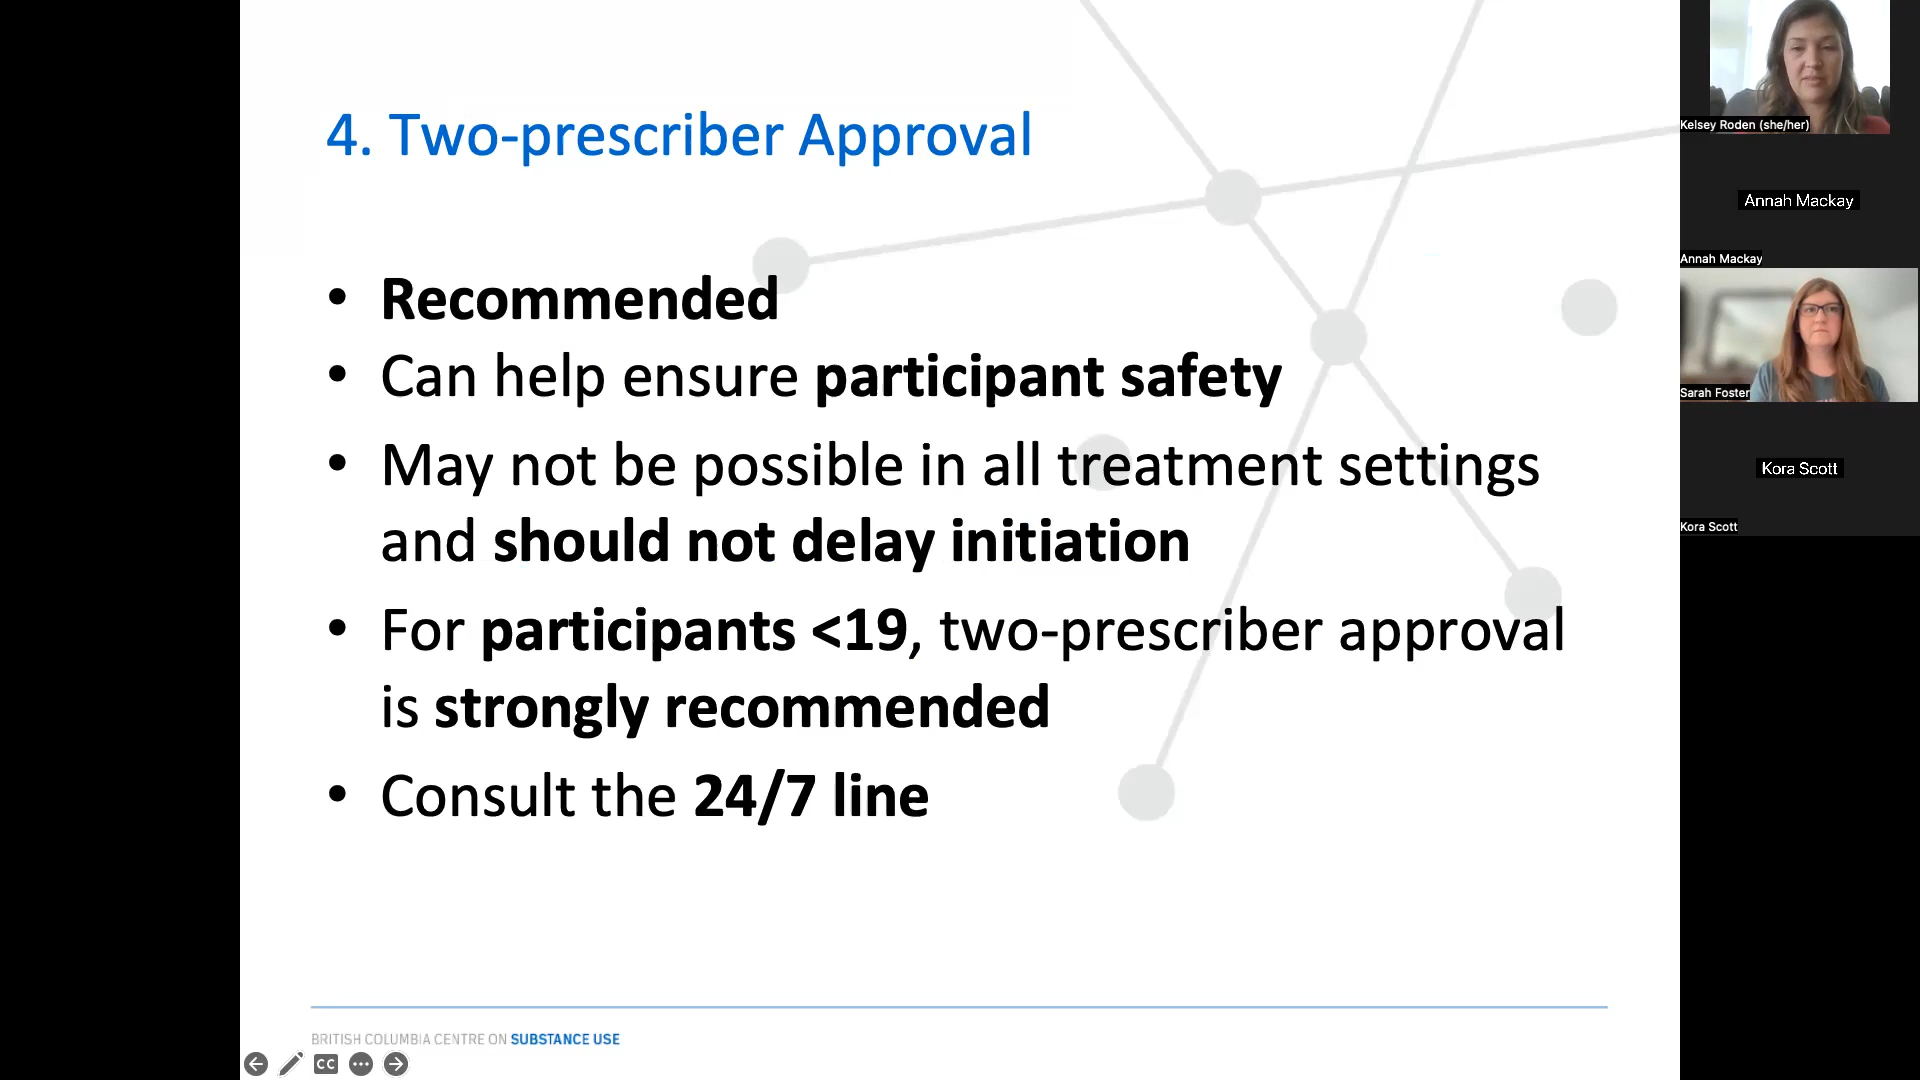 4. Two-prescriber Approval
• Recommended
• Can help ensure participant safety
• May not be possible in all treatment settings
and should not delay initiation
• For participants <19, two-prescriber approval
is strongly recommended
• Consult the 24/7 line
BRITISH COLUMBIA CENTRE ON SUBSTANCE USE
CC
Kelsey Roden (she/her)
Annah Mackay
Annah Mackay
Sarah Foster
Kora Scott
Kora Scott